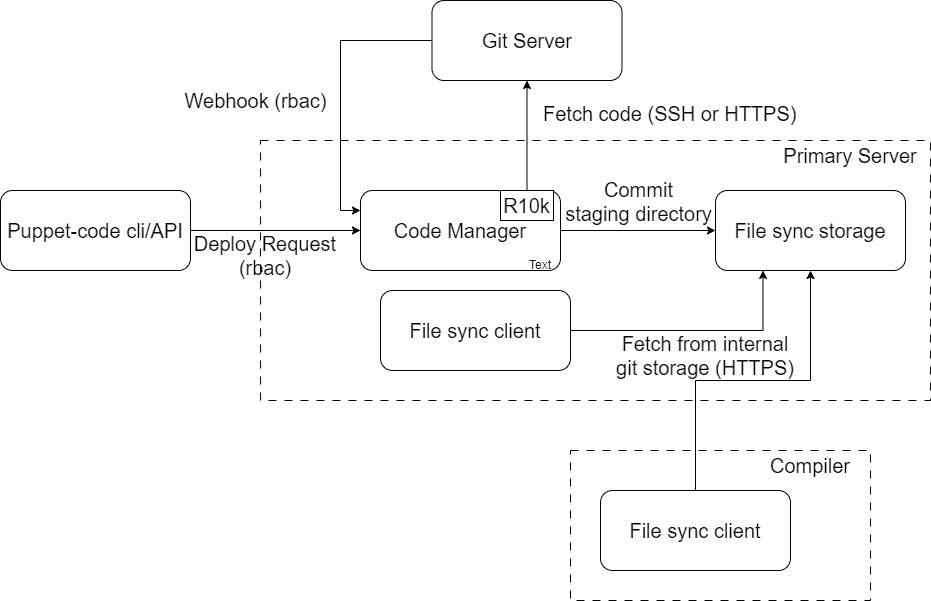 Git Server
Webhook (rbac)
Fetch code (SSH or HTTPS)
Primary Server
Puppet-code cli/API
Deploy Request
(rbac)
R10k
Code Manager
Text
Commit
staging directory
File sync storage
File sync client
Fetch from internal
git storage (HTTPS)
Compiler
File sync client